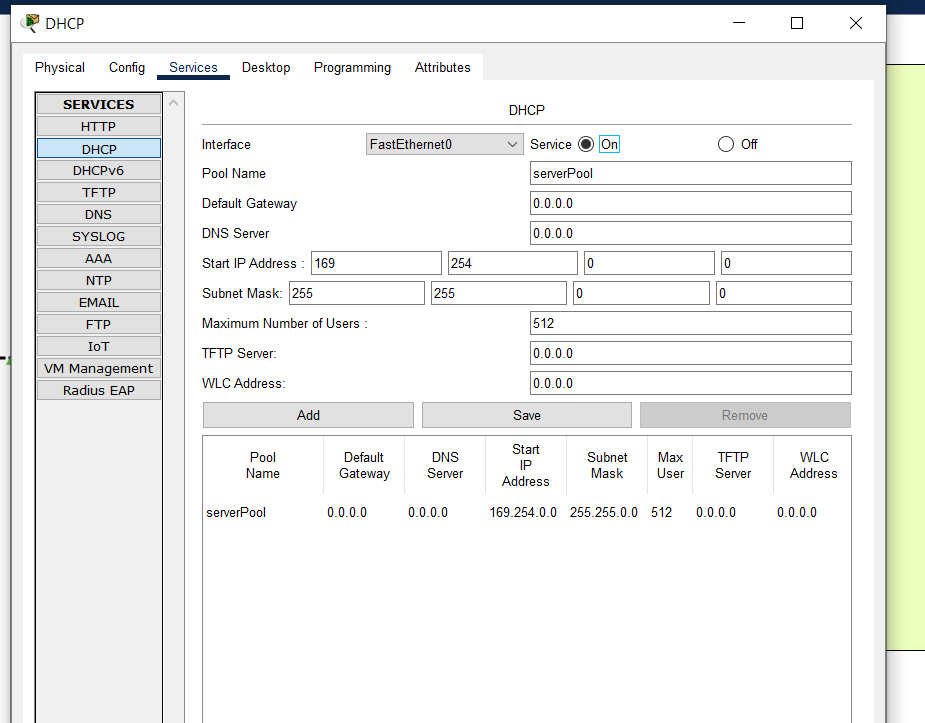 DHCP
Physical Config Services Desktop Programming Attributes
SERVICES
HTTP
DHCP
DHCPv6
TFTP
DNS
SYSLOG
AAA
NTP
EMAIL
FTP
IoT
VM Management
Radius EAP
DHCP
Interface FastEthernet0 Service On Off
Pool Name serverPool
Default Gateway 0.0.0.0
DNS Server 0.0.0.0
Start IP Address : 169 254 0 0
Subnet Mask: 255 255 0 0
Maximum Number of Users : 512
TFTP Server: 0.0.0.0
WLC Address: 0.0.0.0
Add Save Remove
Pool Name Default Gateway DNS Server Start IP Address Subnet Mask Max User TFTP Server WLC Address
serverPool 0.0.0.0 0.0.0.0 169.254.0.0 255.255.0.0 512 0.0.0.0 0.0.0.0